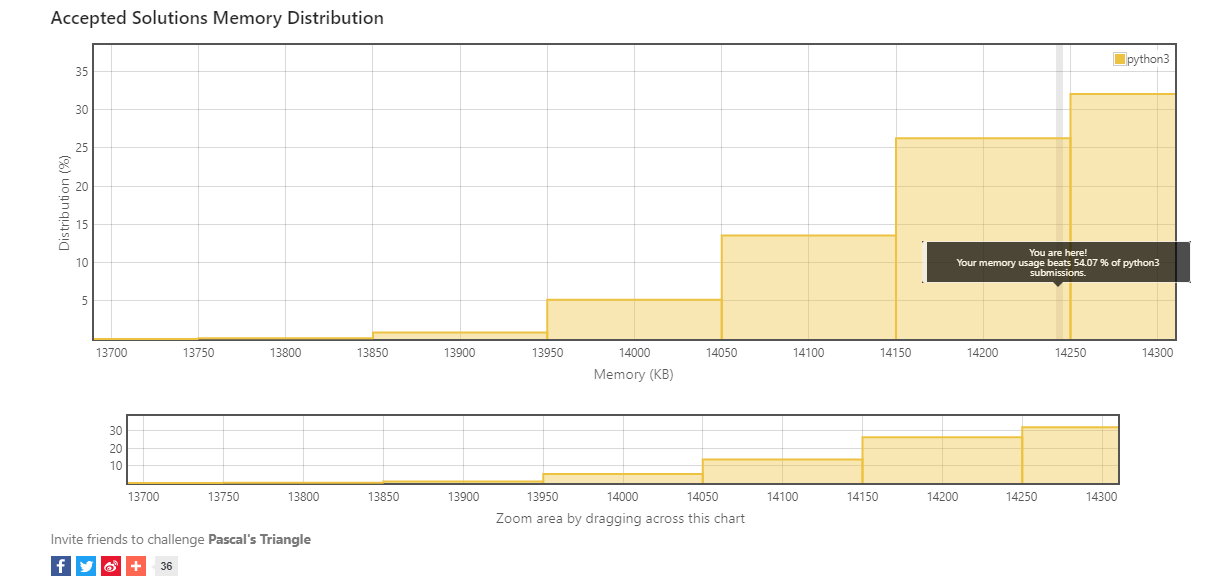 Accepted Solutions Memory Distribution
python3
35
30
25
20
15
10
5
Distribution (%)
You are here!
Your memory usage beats 54.07 % of python3
submissions.
13700 13750 13800 13850 13900 13950 14000 14050 14100 14150 14200 14250 14300
Memory (KB)
30
20
10
13700 13750 13800 13850 13900 13950 14000 14050 14100 14150 14200 14250 14300
Zoom area by dragging across this chart
Invite friends to challenge Pascal's Triangle
36